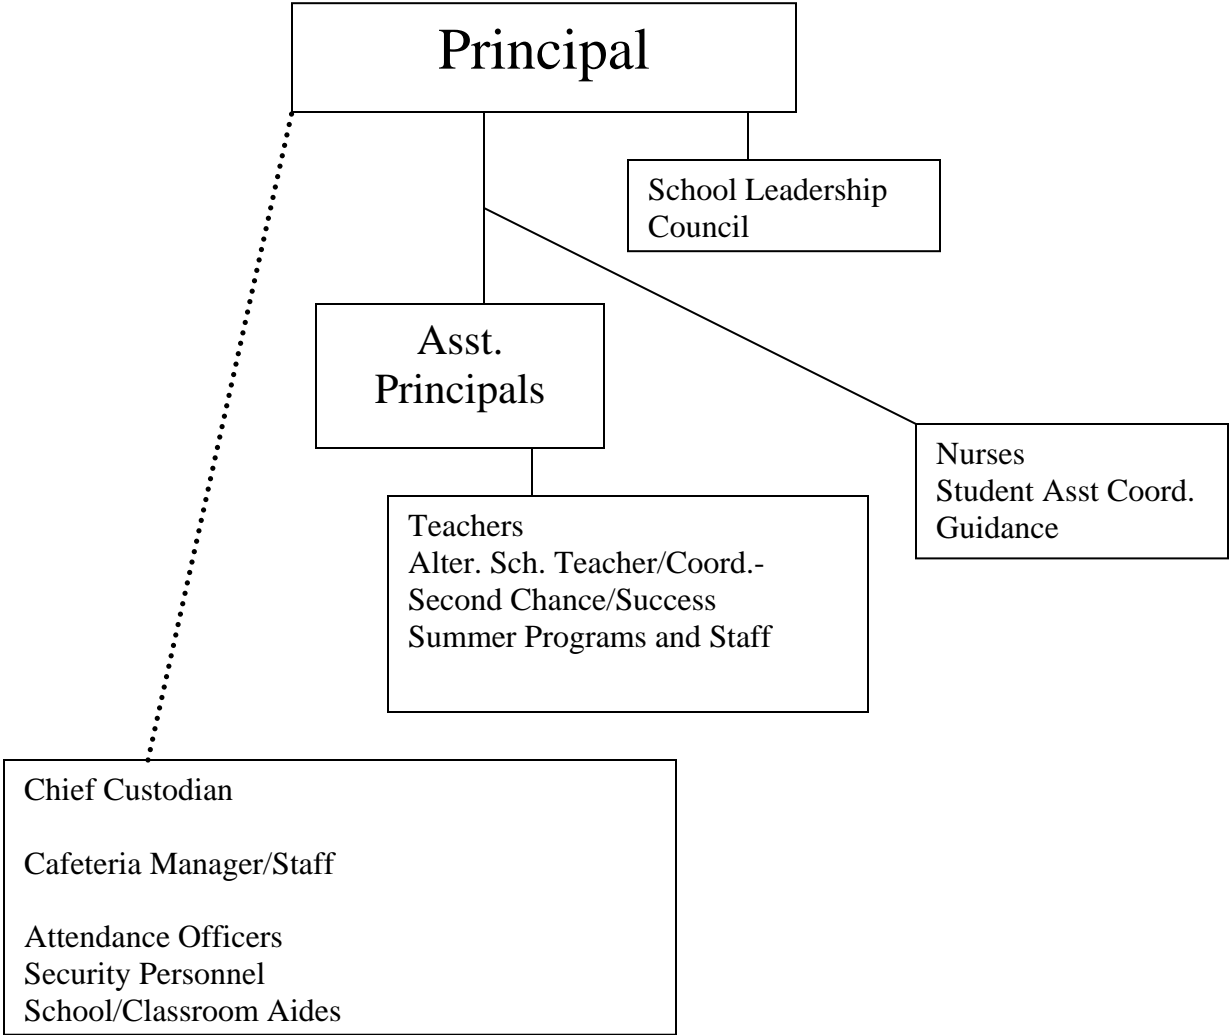 Principal
School Leadership
Council
Asst.
Principals
Nurses
Student Asst Coord.
Guidance
Teachers
Alter. Sch. Teacher/Coord.-
Second Chance/Success
Summer Programs and Staff
Chief Custodian
Cafeteria Manager/Staff
Attendance Officers
Security Personnel
School/Classroom Aides